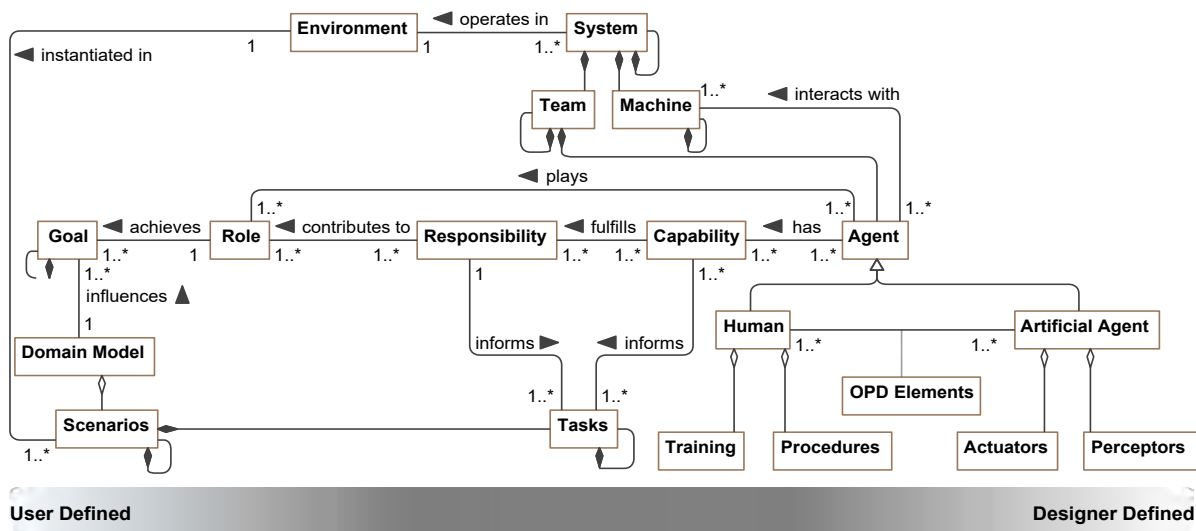 Environment
◄ operates in
System
1
1
1..*
◄ instantiated in
Team
Machine
1..*
◄ interacts with
◄ plays
1..*
1..*
1..*
Goal
◄ achieves
Role
◄ contributes to
Responsibility
◄ fulfills
Capability
◄ has
Agent
1..*
1
1..*
1..*
1..*
1..*
1..*
1..*
1..*
1
1..*
influences ▲
1
Human
Artificial Agent
1..*
1..*
Domain Model
informs ►
◄ informs
OPD Elements
1..*
1..*
Scenarios
Tasks
1..*
Training
Procedures
Actuators
Perceptors
User Defined
Designer Defined